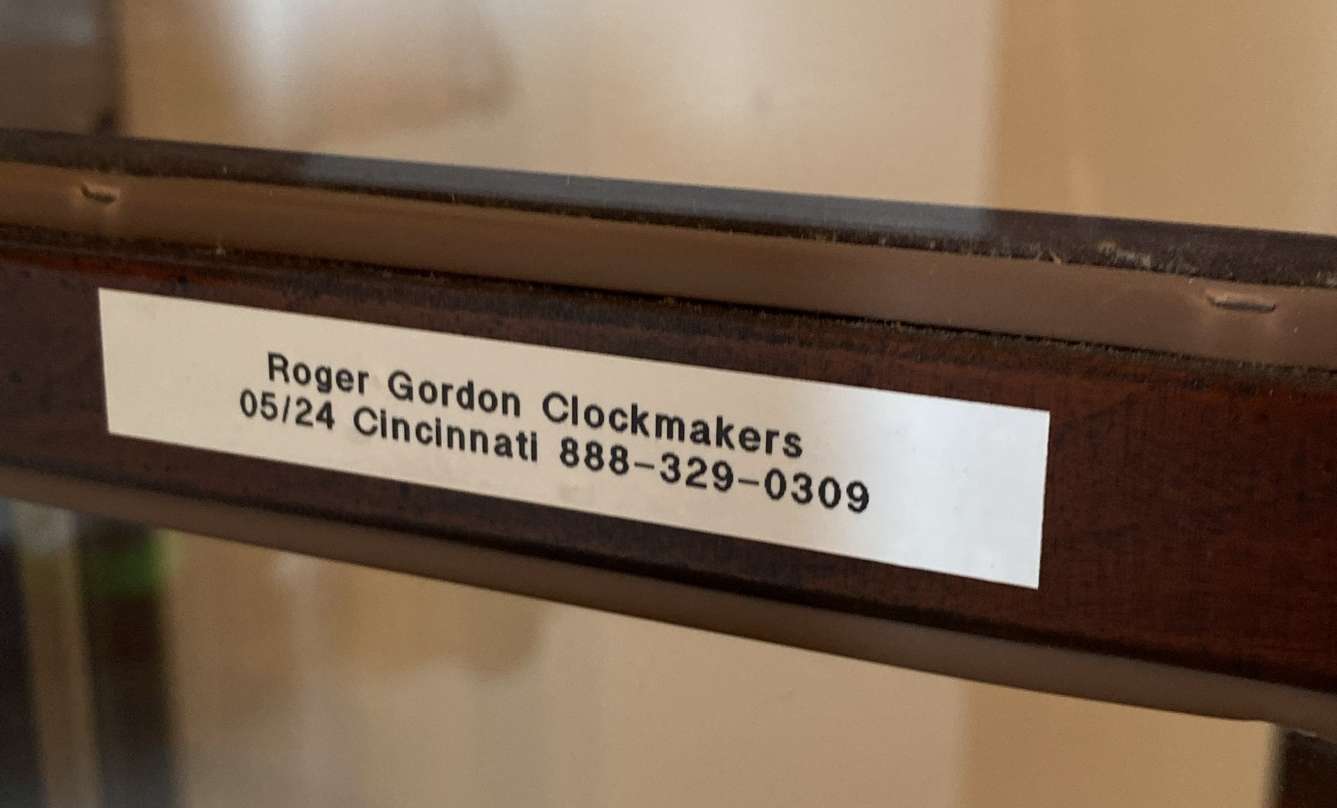 Roger Gordon Clockmakers
05/24 Cincinnati 888-329-0309